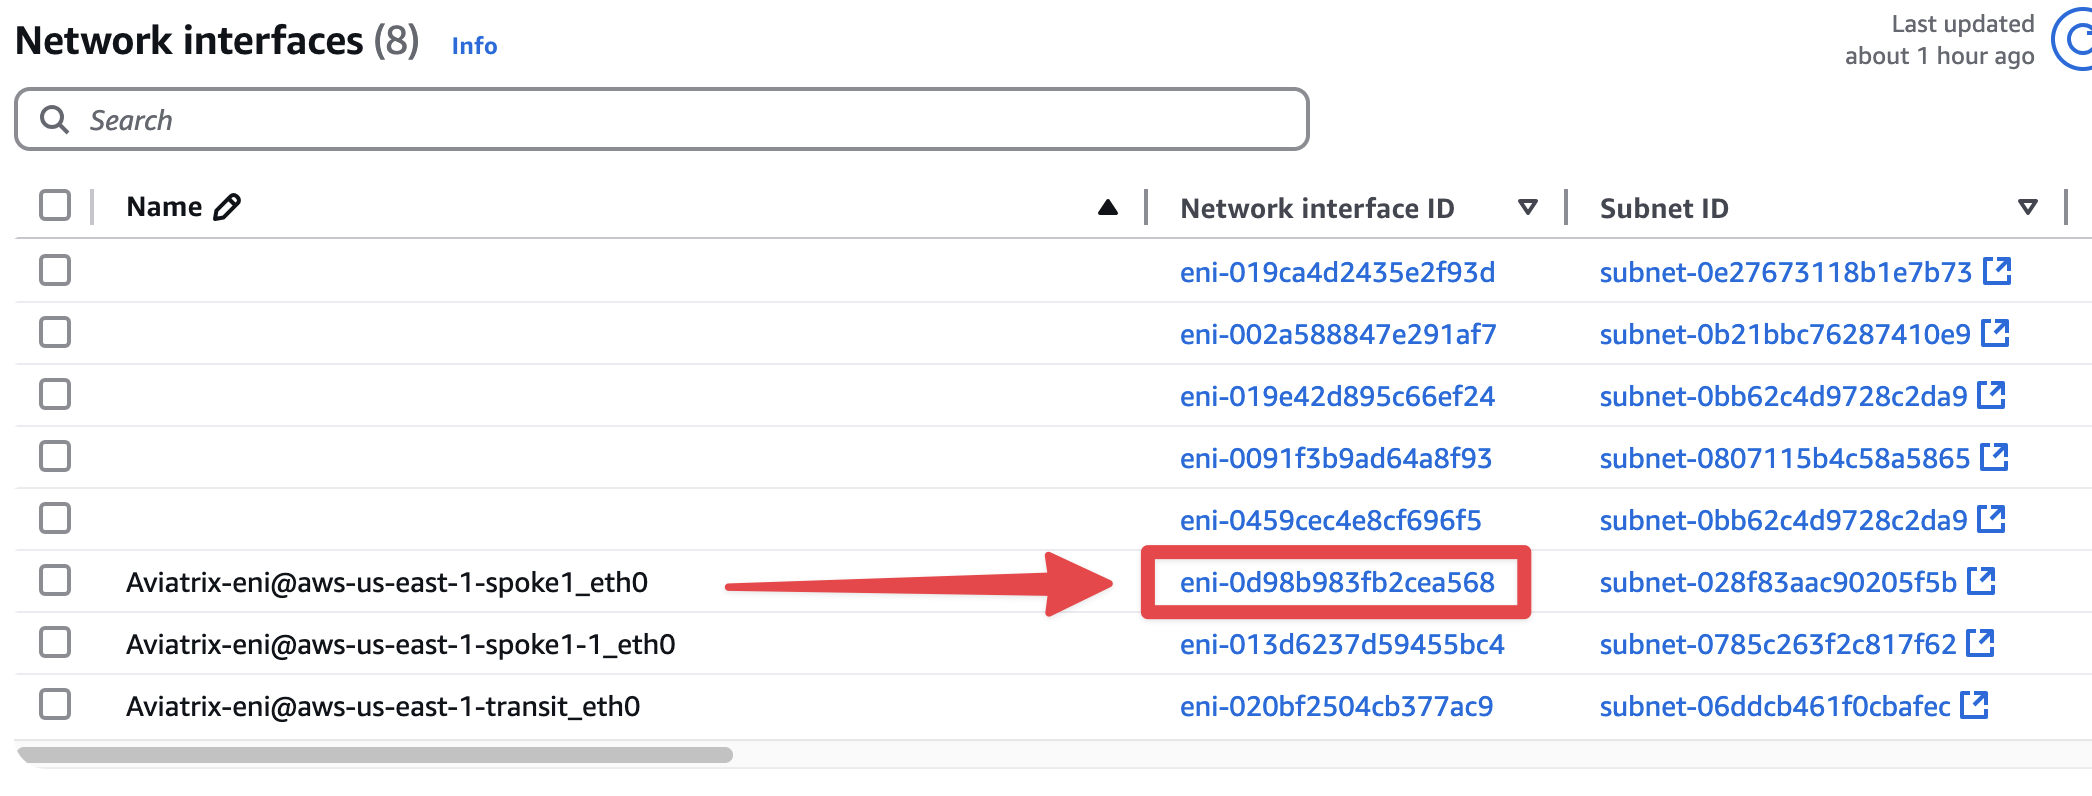 Network interfaces (8) Info
Last updated
about 1 hour ago
Search
Name Network interface ID Subnet ID
eni-019ca4d2435e2f93d subnet-0e27673118b1e7b73
eni-002a588847e291af7 subnet-0b21bbc76287410e9
eni-019e42d895c66ef24 subnet-0bb62c4d9728c2da9
eni-0091f3b9ad64a8f93 subnet-0807115b4c58a5865
eni-0459cec4e8cf696f5 subnet-0bb62c4d9728c2da9
Aviatrix-eni@aws-us-east-1-spoke1_eth0 eni-0d98b983fb2cea568 subnet-028f83aac90205f5b
Aviatrix-eni@aws-us-east-1-spoke1-1_eth0 eni-013d6237d59455bc4 subnet-0785c263f2c817f62
Aviatrix-eni@aws-us-east-1-transit_eth0 eni-020bf2504cb377ac9 subnet-06ddcb461f0cbafec